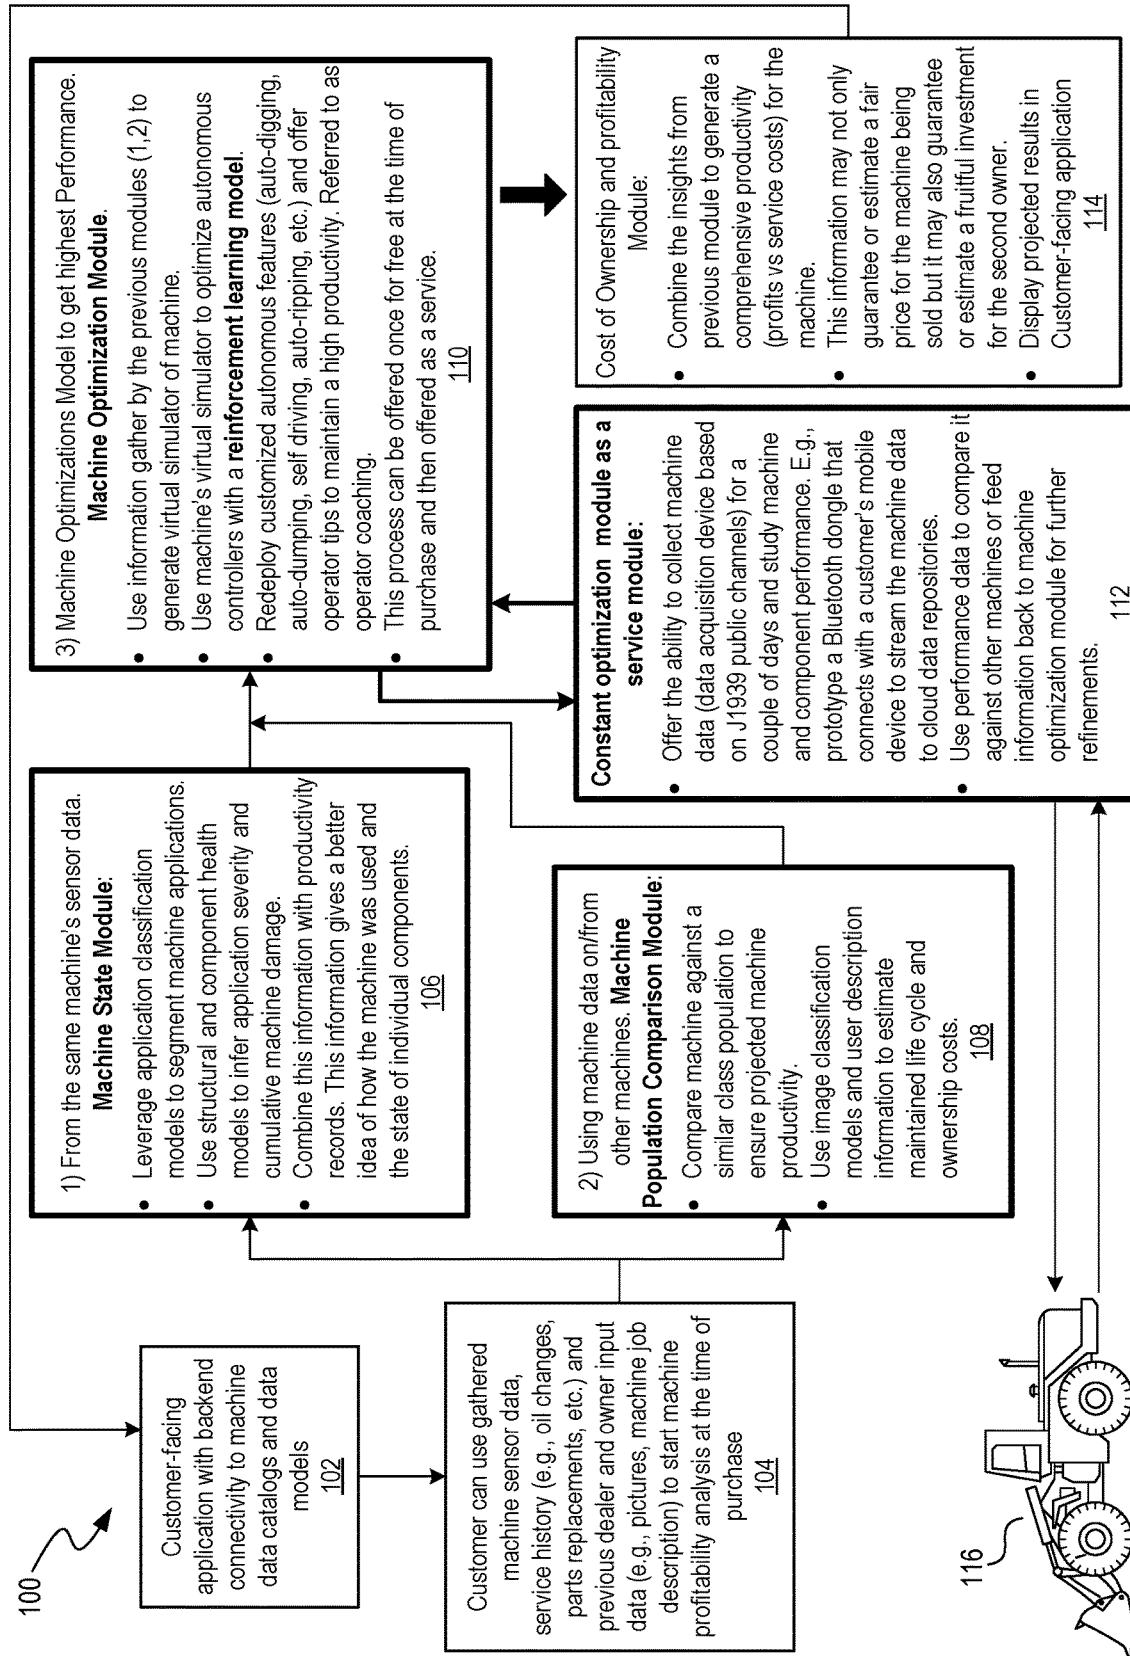 100
Customer-facing
application with backend
connectivity to machine
data catalogs and data
models
102
Customer can use gathered
machine sensor data,
service history (e.g., oil changes,
parts replacements, etc.) and
previous dealer and owner input
data (e.g., pictures, machine job
description) to start machine
profitability analysis at the time of
purchase
104
1) From the same machine's sensor data.
Machine State Module:
• Leverage application classification
models to segment machine applications.
• Use structural and component health
models to infer application severity and
cumulative machine damage.
• Combine this information with productivity
records. This information gives a better
idea of how the machine was used and
the state of individual components.
106
2) Using machine data on/from
other machines. Machine
Population Comparison Module:
• Compare machine against a
similar class population to
ensure projected machine
productivity.
• Use image classification
models and user description
information to estimate
maintained life cycle and
ownership costs.
108
3) Machine Optimizations Model to get highest Performance.
Machine Optimization Module.
• Use information gather by the previous modules (1,2) to
generate virtual simulator of machine.
• Use machine's virtual simulator to optimize autonomous
controllers with a reinforcement learning model.
• Redeploy customized autonomous features (auto-digging,
auto-dumping, self driving, auto-ripping, etc.) and offer
operator tips to maintain a high productivity. Referred to as
operator coaching.
• This process can be offered once for free at the time of
purchase and then offered as a service.
110
Constant optimization module as a
service module:
• Offer the ability to collect machine
data (data acquisition device based
on J1939 public channels) for a
couple of days and study machine
and component performance. E.g.,
prototype a Bluetooth dongle that
connects with a customer's mobile
device to stream the machine data
to cloud data repositories.
• Use performance data to compare it
against other machines or feed
information back to machine
optimization module for further
refinements.
112
Cost of Ownership and profitability
Module:
• Combine the insights from
previous module to generate a
comprehensive productivity
(profits vs service costs) for the
machine.
• This information may not only
guarantee or estimate a fair
price for the machine being
sold but it may also guarantee
or estimate a fruitful investment
for the second owner.
• Display projected results in
Customer-facing application
114
116